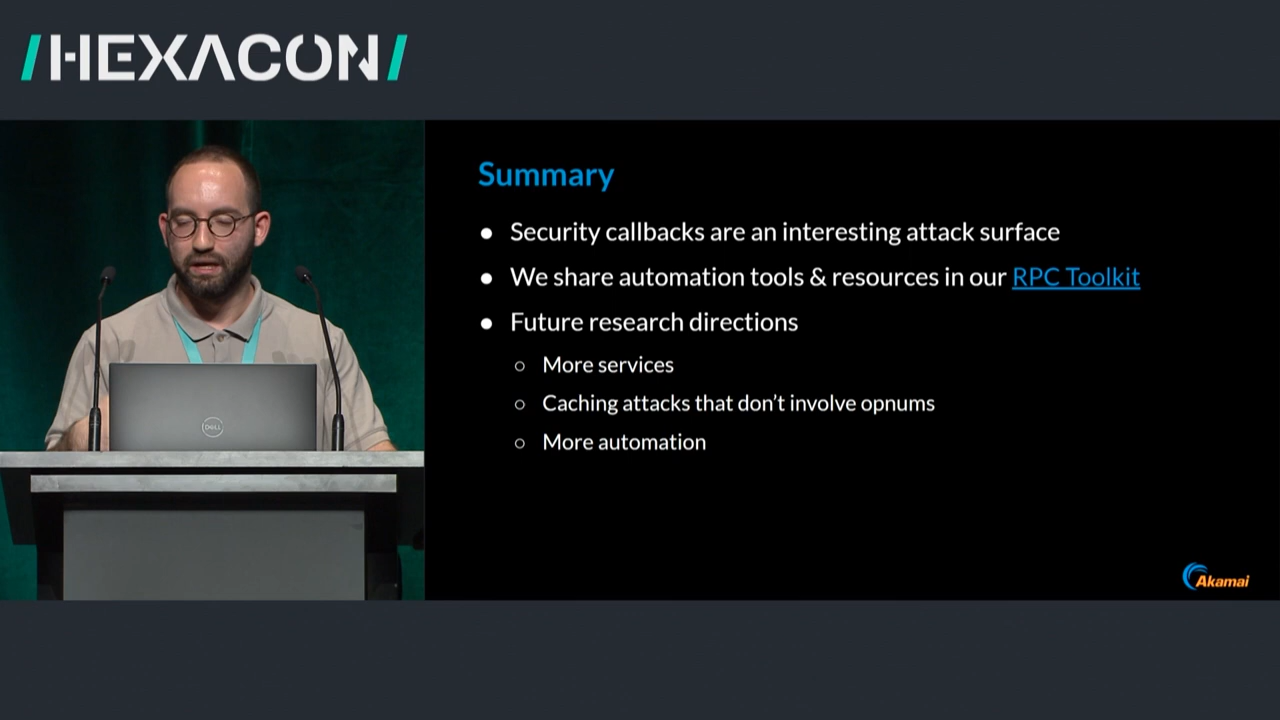 /HEXACON/
Summary
● Security callbacks are an interesting attack surface
● We share automation tools & resources in our RPC Toolkit
● Future research directions
○ More services
○ Caching attacks that don’t involve opnums
○ More automation
DELL
Akamai